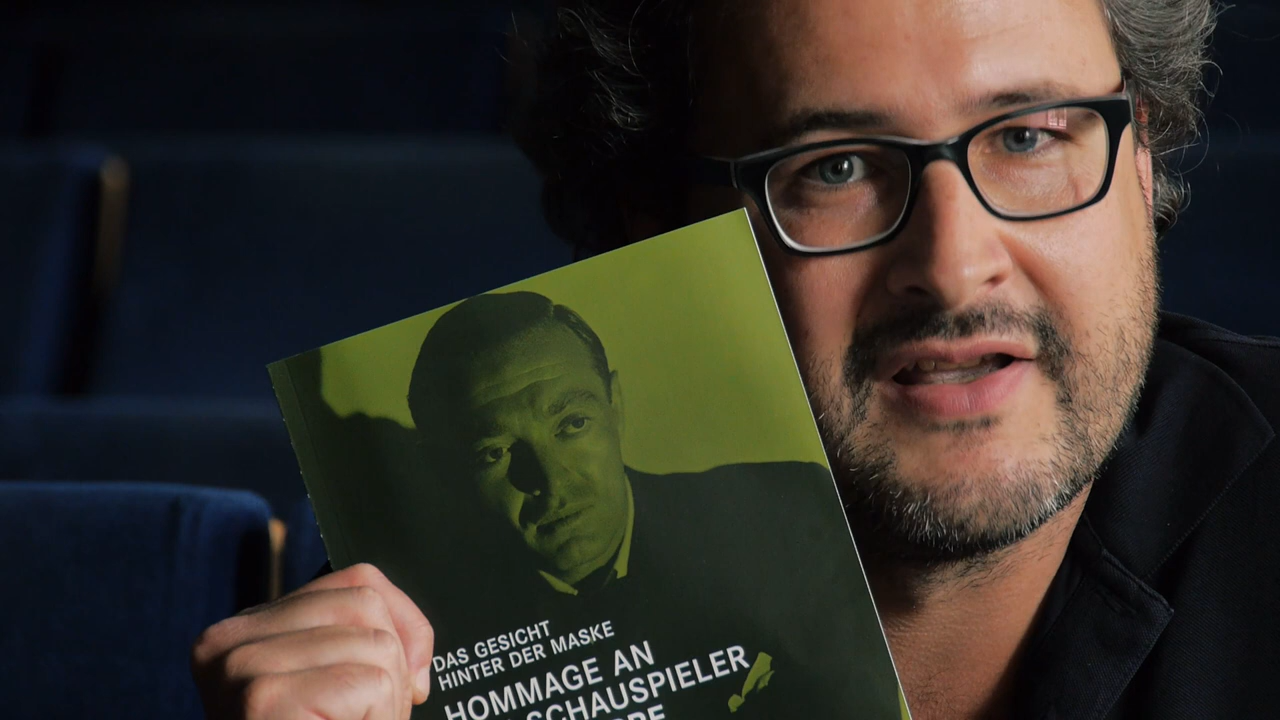 DAS GESICHT
HINTER DER MASKE
HOMMAGE AN
SCHAUSPIELER